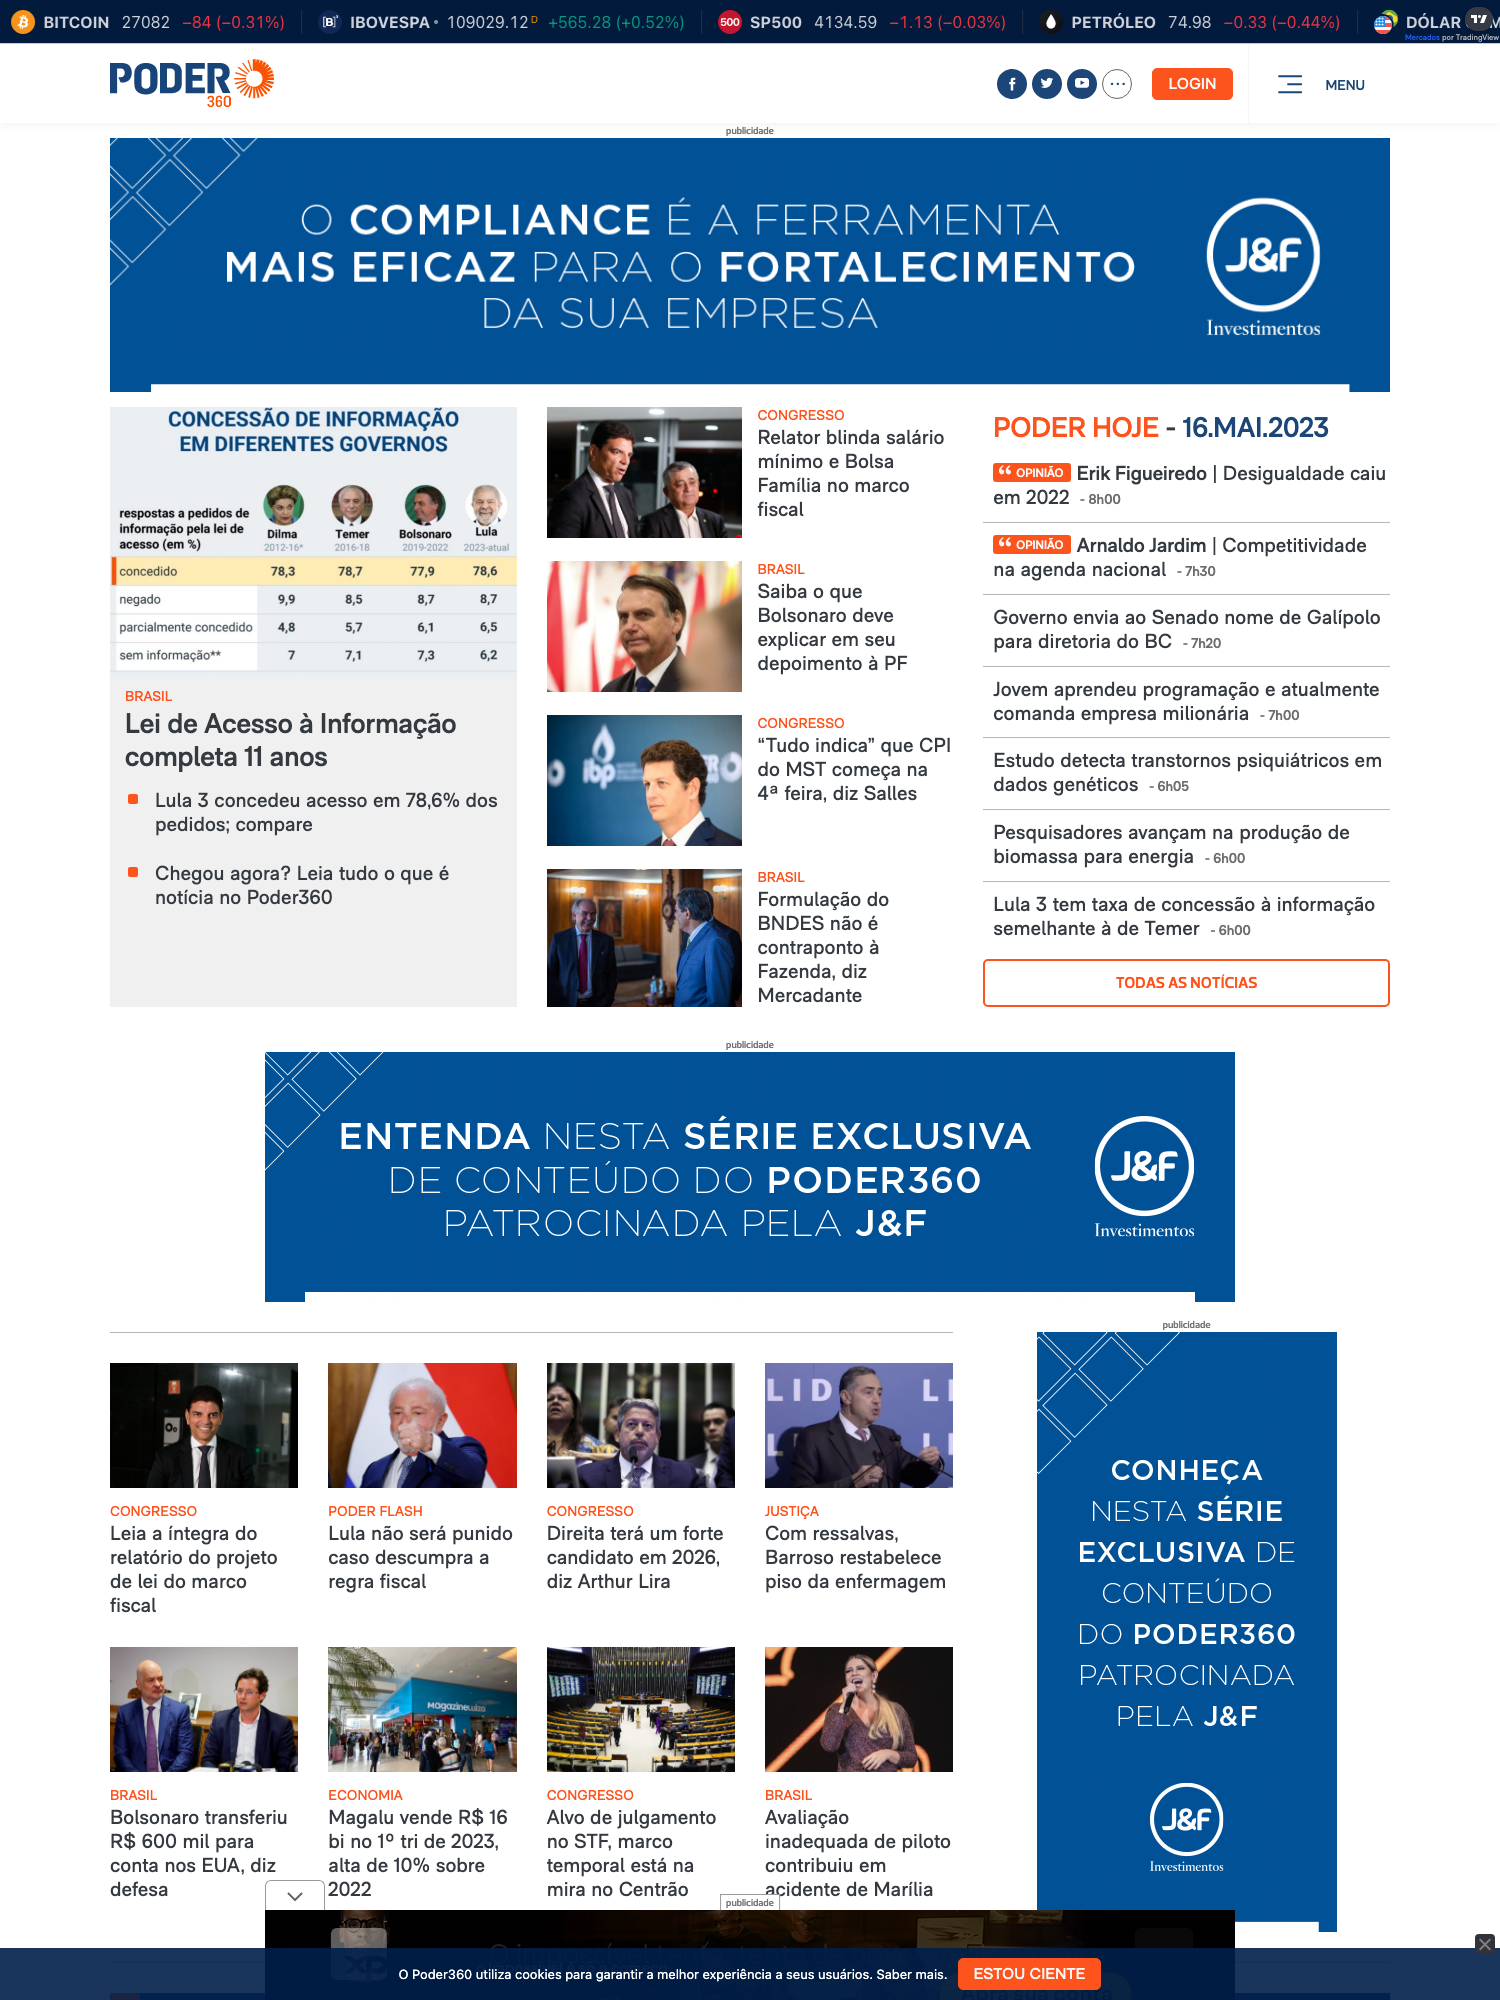 BITCOIN 27082 −84 (−0.31%)
IBOVESPA 109029.12 D +565.28 (+0.52%)
500 SP500 4134.59 −1.13 (−0.03%)
PETRÓLEO 74.98 −0.33 (−0.44%)
DÓLAR
Mercados por TradingView
PODER
360
LOGIN
MENU
publicidade
O COMPLIANCE É A FERRAMENTA
MAIS EFICAZ PARA O FORTALECIMENTO
DA SUA EMPRESA
J&F
Investimentos
CONCESSÃO DE INFORMAÇÃO
EM DIFERENTES GOVERNOS
respostas a pedidos de
informação pela lei de
acesso (em %)
Dilma Temer Bolsonaro Lula
2012-16* 2016-18 2019-2022 2023-atual
concedido 78,3 78,7 77,9 78,6
negado 9,9 8,5 8,7 8,7
parcialmente concedido 4,8 5,7 6,1 6,5
sem informação** 7 7,1 7,3 6,2
BRASIL
Lei de Acesso à Informação
completa 11 anos
Lula 3 concedeu acesso em 78,6% dos
pedidos; compare
Chegou agora? Leia tudo o que é
notícia no Poder360
CONGRESSO
Relator blinda salário
mínimo e Bolsa
Família no marco
fiscal
BRASIL
Saiba o que
Bolsonaro deve
explicar em seu
depoimento à PF
ibp
CONGRESSO
“Tudo indica” que CPI
do MST começa na
4ª feira, diz Salles
BRASIL
Formulação do
BNDES não é
contraponto à
Fazenda, diz
Mercadante
PODER HOJE - 16.MAI.2023
OPINIÃO Erik Figueiredo | Desigualdade caiu
em 2022 - 8h00
OPINIÃO Arnaldo Jardim | Competitividade
na agenda nacional - 7h30
Governo envia ao Senado nome de Galípolo
para diretoria do BC - 7h20
Jovem aprendeu programação e atualmente
comanda empresa milionária - 7h00
Estudo detecta transtornos psiquiátricos em
dados genéticos - 6h05
Pesquisadores avançam na produção de
biomassa para energia - 6h00
Lula 3 tem taxa de concessão à informação
semelhante à de Temer - 6h00
TODAS AS NOTÍCIAS
publicidade
ENTENDA NESTA SÉRIE EXCLUSIVA
DE CONTEÚDO DO PODER360
PATROCINADA PELA J&F
J&F
Investimentos
CONGRESSO
Leia a íntegra do
relatório do projeto
de lei do marco
fiscal
PODER FLASH
Lula não será punido
caso descumpra a
regra fiscal
CONGRESSO
Direita terá um forte
candidato em 2026,
diz Arthur Lira
LID
JUSTIÇA
Com ressalvas,
Barroso restabelece
piso da enfermagem
BRASIL
Bolsonaro transferiu
R$ 600 mil para
conta nos EUA, diz
defesa
magazineluiza
ECONOMIA
Magalu vende R$ 16
bi no 1º tri de 2023,
alta de 10% sobre
2022
CONGRESSO
Alvo de julgamento
no STF, marco
temporal está na
mira no Centrão
BRASIL
Avaliação
inadequada de piloto
contribuiu em
acidente de Marília
publicidade
CONHEÇA
NESTA SÉRIE
EXCLUSIVA DE
CONTEÚDO
DO PODER360
PATROCINADA
PELA J&F
J&F
Investimentos
publicidade
O Poder360 utiliza cookies para garantir a melhor experiência a seus usuários. Saber mais.
ESTOU CIENTE